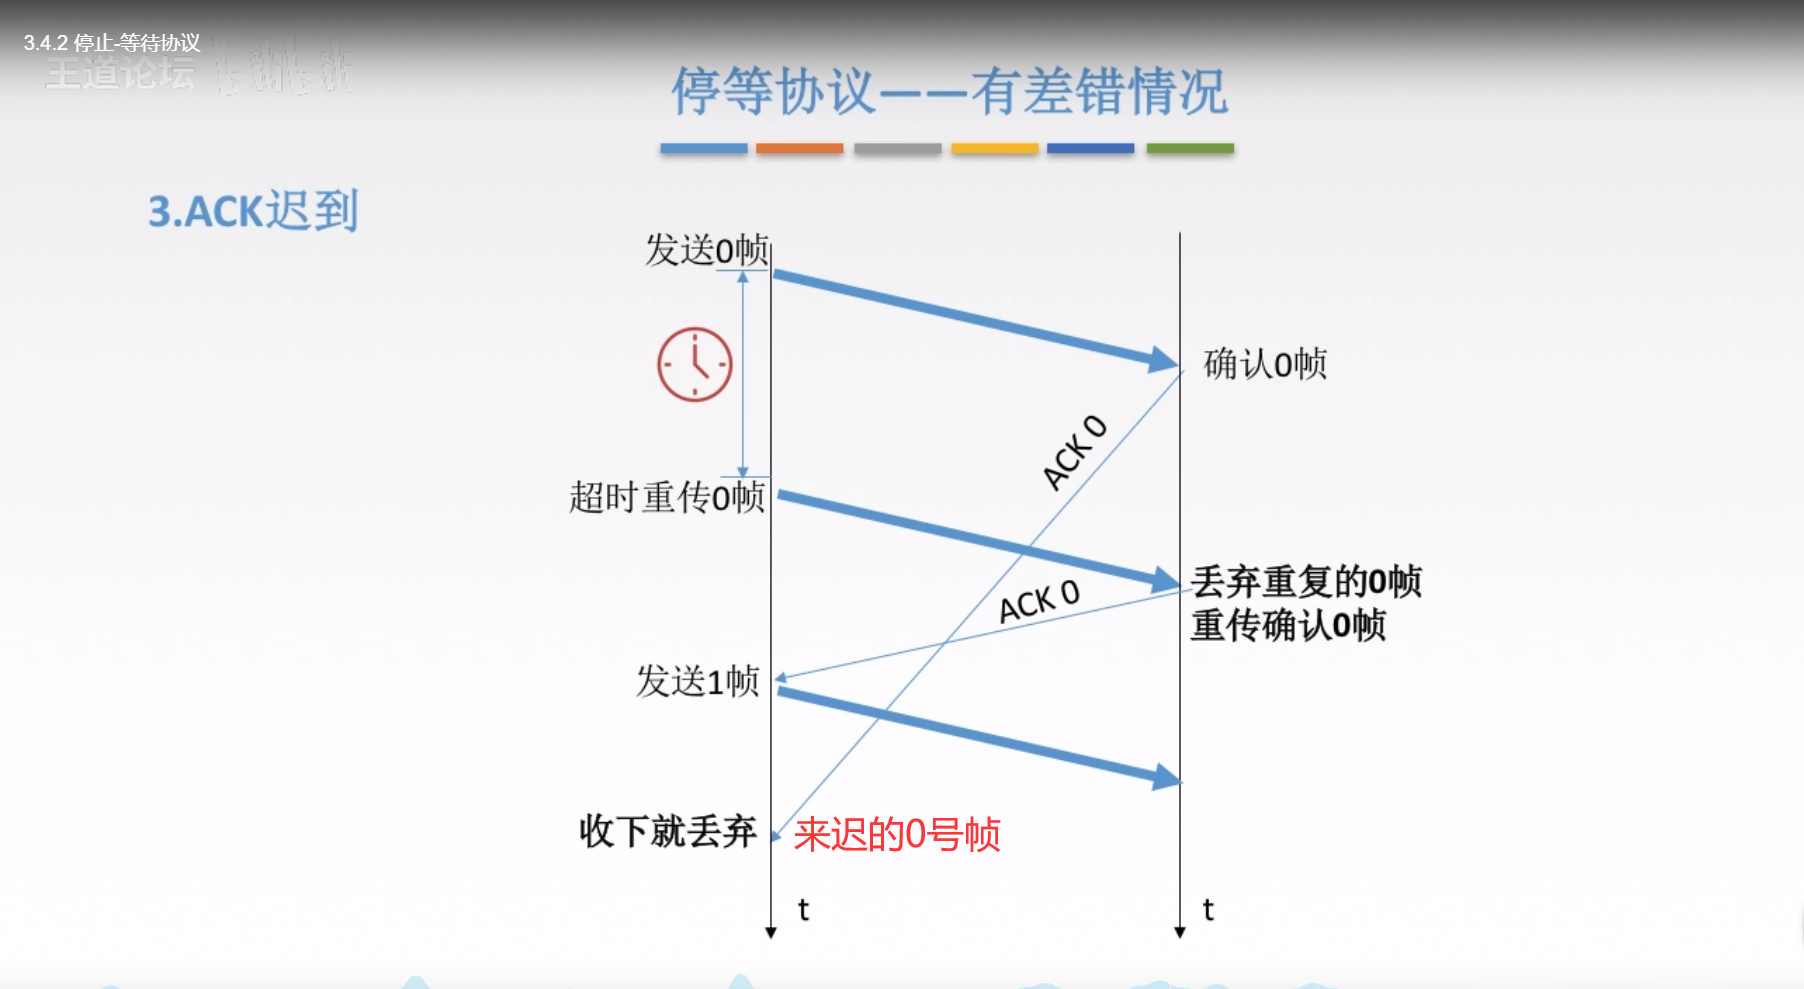 3.4.2 停止-等待协议
王道论坛
bilibili
停等协议——有差错情况
3.ACK迟到
发送0帧
确认0帧
ACK 0
超时重传0帧
丢弃重复的0帧
重传确认0帧
ACK 0
发送1帧
收下就丢弃
来迟的0号帧
t
t